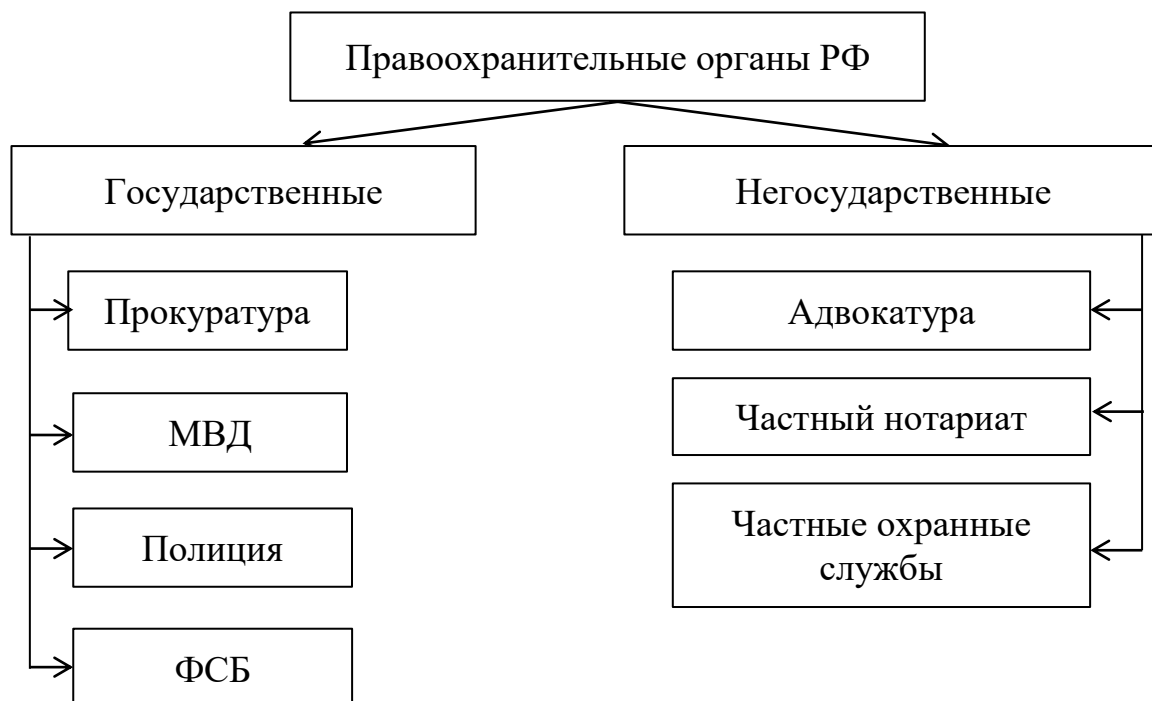 Правоохранительные органы РФ
Государственные
Негосударственные
Прокуратура
Адвокатура
МВД
Частный нотариат
Полиция
Частные охранные
службы
ФСБ